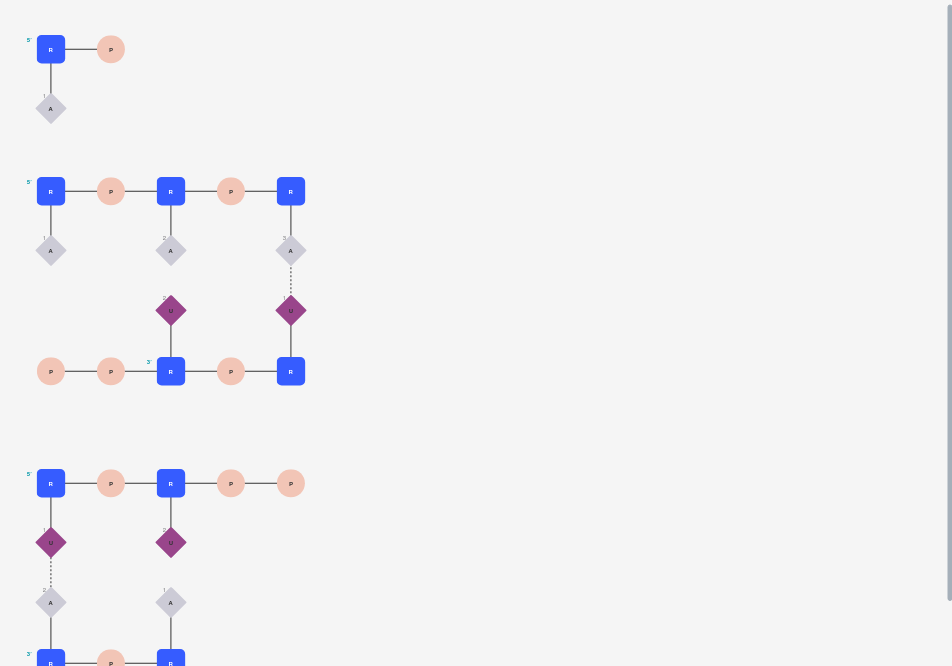 5' R P
1
A
5' R P R P R
1 2 3
A A A
2 1
U U
3'
P P R P R
5' R P R P P
1 2
U U
2 1
A A
3' R P R